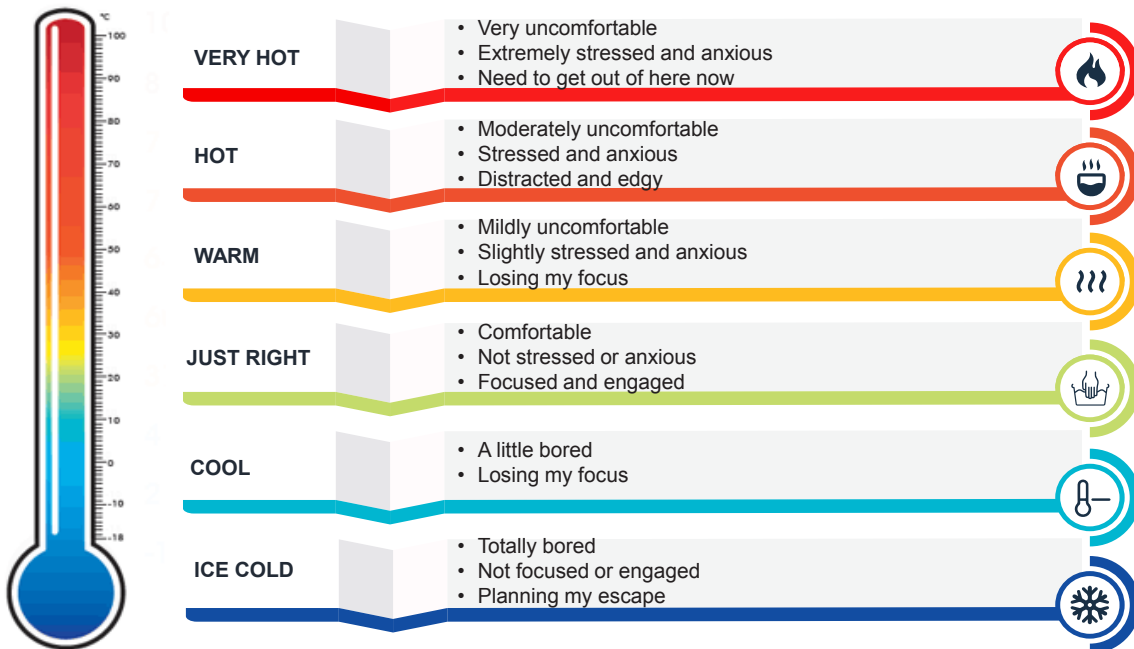 °C
100
90
80
70
60
50
40
30
20
10
0
-10
-18
VERY HOT
• Very uncomfortable
• Extremely stressed and anxious
• Need to get out of here now
HOT
• Moderately uncomfortable
• Stressed and anxious
• Distracted and edgy
WARM
• Mildly uncomfortable
• Slightly stressed and anxious
• Losing my focus
JUST RIGHT
• Comfortable
• Not stressed or anxious
• Focused and engaged
COOL
• A little bored
• Losing my focus
ICE COLD
• Totally bored
• Not focused or engaged
• Planning my escape